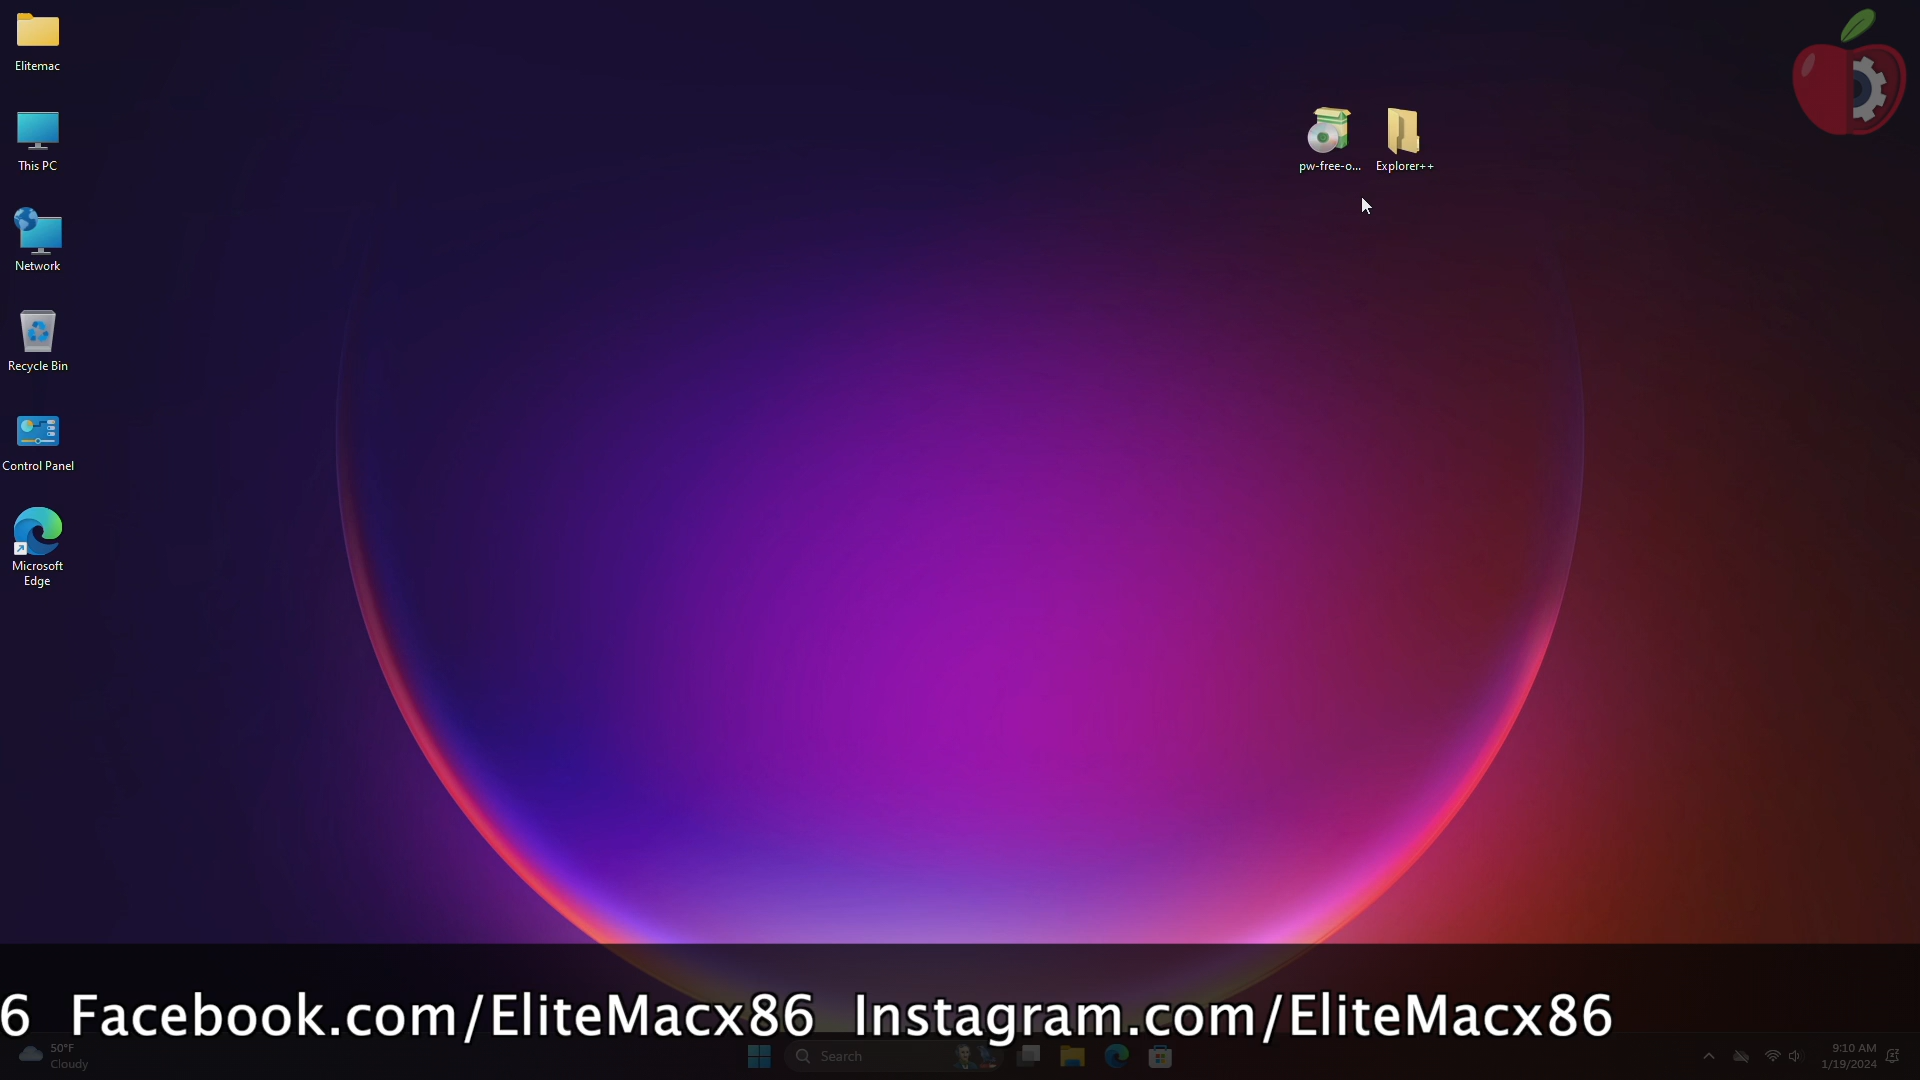 Elitemac
This PC
Network
Recycle Bin
Control Panel
Microsoft
Edge
pw-free-o...
Explorer++
6 Facebook.com/EliteMacx86 Instagram.com/EliteMacx86
50°F
Cloudy
Search
9:10 AM
1/19/2024